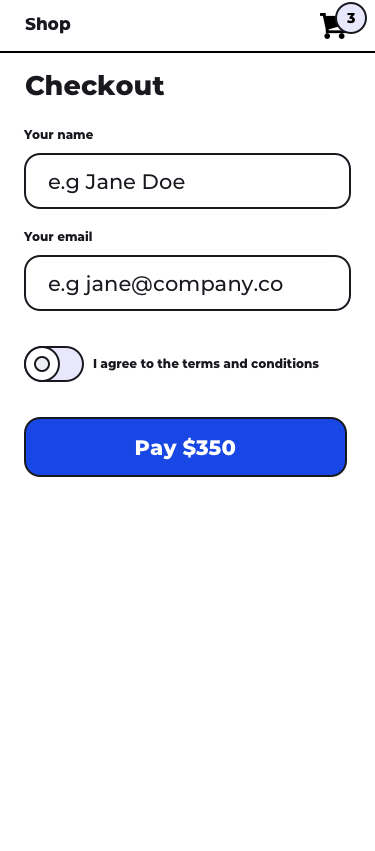 Shop
3
Checkout
Your name
e.g Jane Doe
Your email
e.g jane@company.co
I agree to the terms and conditions
Pay $350